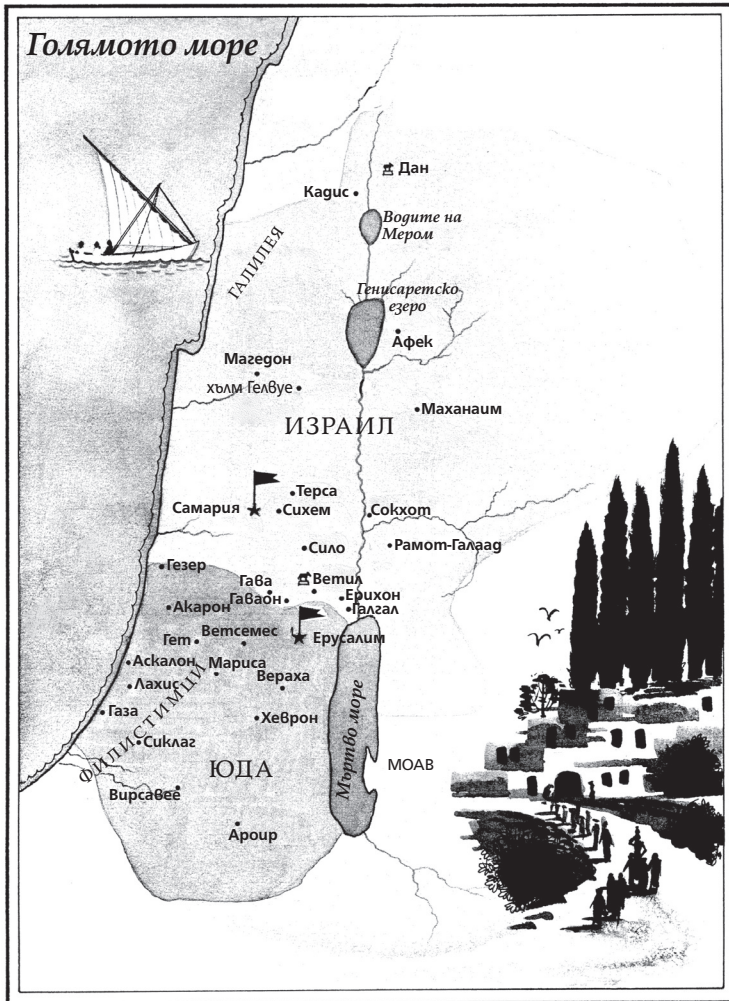 Голямото море
Дан
Кадис
Водите на
Мером
ГАЛИЛЕЯ
Генисаретско
езеро
Афек
Магедон
хълм Гелвуе
Маханаим
ИЗРАИЛ
Терса
Самария
Сихем
Сокхот
Сило
Рамот-Галаад
Гезер
Гава
Ветил
Гаваон
Ерихон
Акарон
Галгал
Гет
Ветсемес
Ерусалим
Аскалон
Мариса
Лахис
Вераха
Газа
Хеврон
ФИЛИСТИМЦИ
Сиклаг
Мъртво море
ЮДА
МОАВ
Вирсавее
Ароир